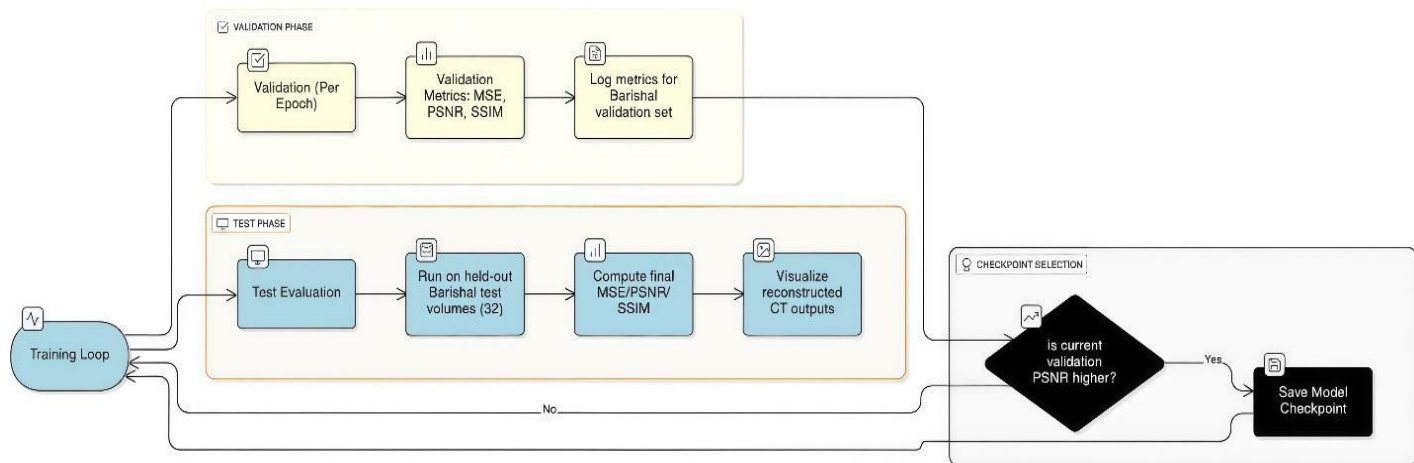 VALIDATION PHASE
Validation (Per
Epoch)
Validation
Metrics: MSE,
PSNR, SSIM
Log metrics for
Barishal
validation set
TEST PHASE
Test Evaluation
Run on held-out
Barishal test
volumes (32)
Compute final
MSE/PSNR/
SSIM
Visualize
reconstructed
CT outputs
Training Loop
CHECKPOINT SELECTION
is current
validation
PSNR higher?
Yes
Save Model
Checkpoint
No